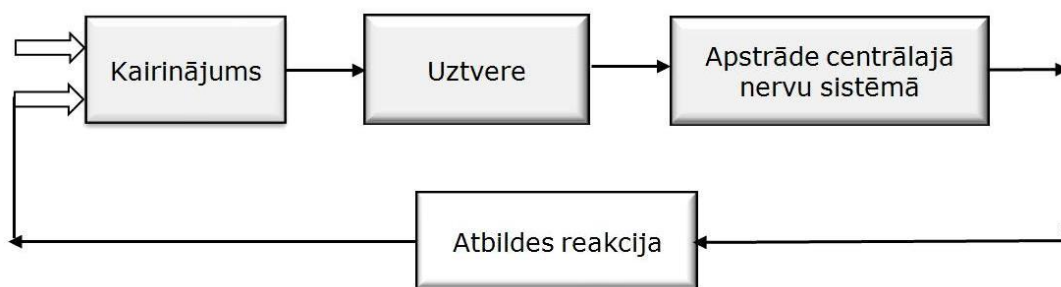 Kairinājums
Uztvere
Apstrāde centrālajā
nervu sistēmā
Atbildes reakcija